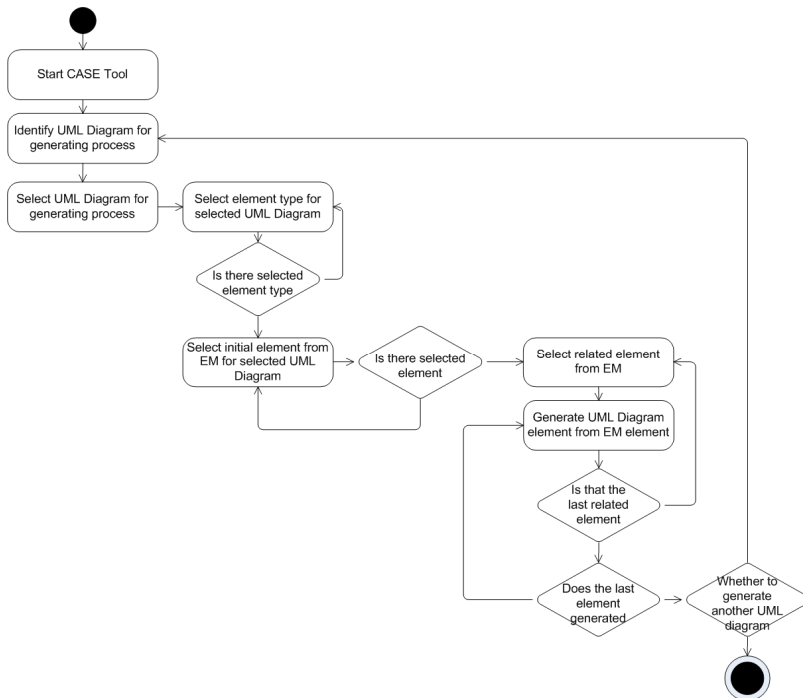 Start CASE Tool
Identify UML Diagram for
generating process
Select UML Diagram for
generating process
Select element type for
selected UML Diagram
Is there selected
element type
Select initial element from
EM for selected UML
Diagram
Is there selected
element
Select related element
from EM
Generate UML Diagram
element from EM element
Is that the
last related
element
Does the last
element
generated
Whether to
generate
another UML
diagram